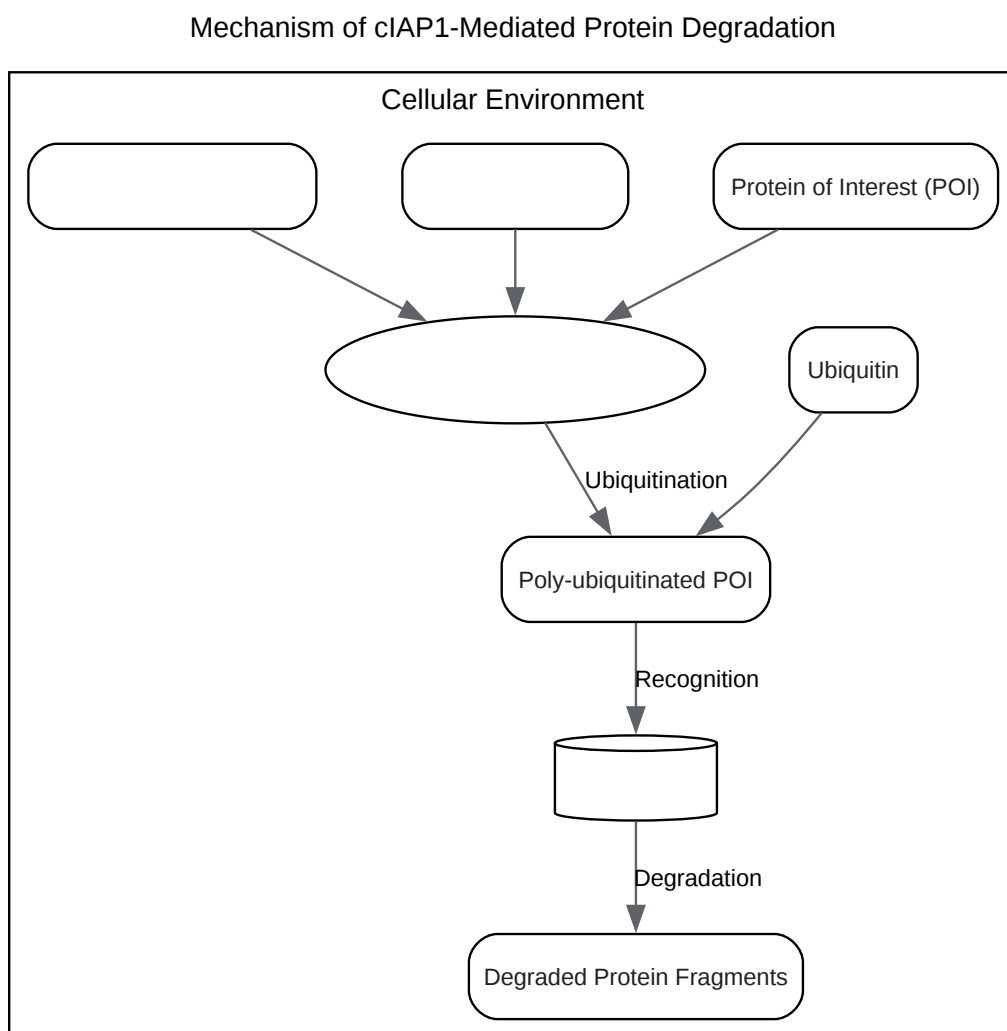 Mechanism of cIAP1-Mediated Protein Degradation
Cellular Environment
Protein of Interest (POI)
Ubiquitin
Ubiquitination
Poly-ubiquitinated POI
Recognition
Degradation
Degraded Protein Fragments